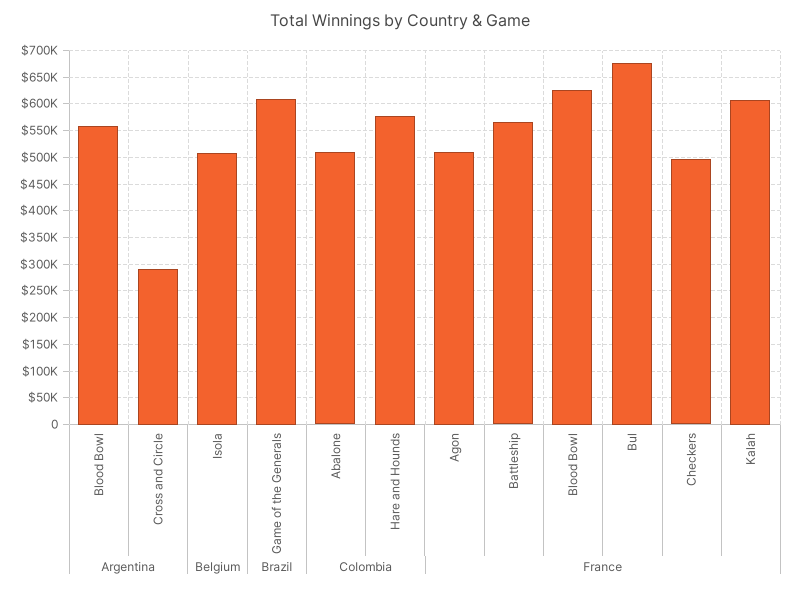 Total Winnings by Country & Game
$700K
$650K
$600K
$550K
$500K
$450K
$400K
$350K
$300K
$250K
$200K
$150K
$100K
$50K
0
Blood Bowl
Cross and Circle
Isola
Game of the Generals
Abalone
Hare and Hounds
Agon
Battleship
Blood Bowl
Bul
Checkers
Kalah
Argentina
Belgium
Brazil
Colombia
France